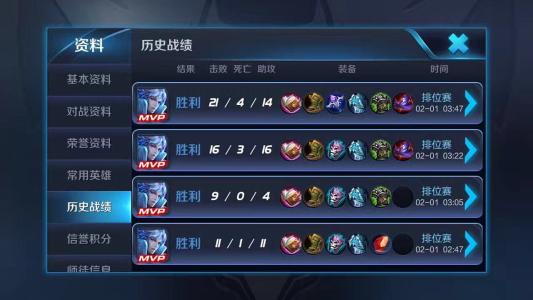 资料
历史战绩
结果 击败 死亡 助攻 装备 时间
基本资料
对战资料
荣誉资料
常用英雄
历史战绩
信誉积分
师徒信息
MVP 胜利 21 / 4 / 14 排位赛 02-01 03:47
MVP 胜利 16 / 3 / 16 排位赛 02-01 03:22
MVP 胜利 9 / 0 / 4 排位赛 02-01 03:05
MVP 胜利 11 / 1 / 11 排位赛 02-01 02:47